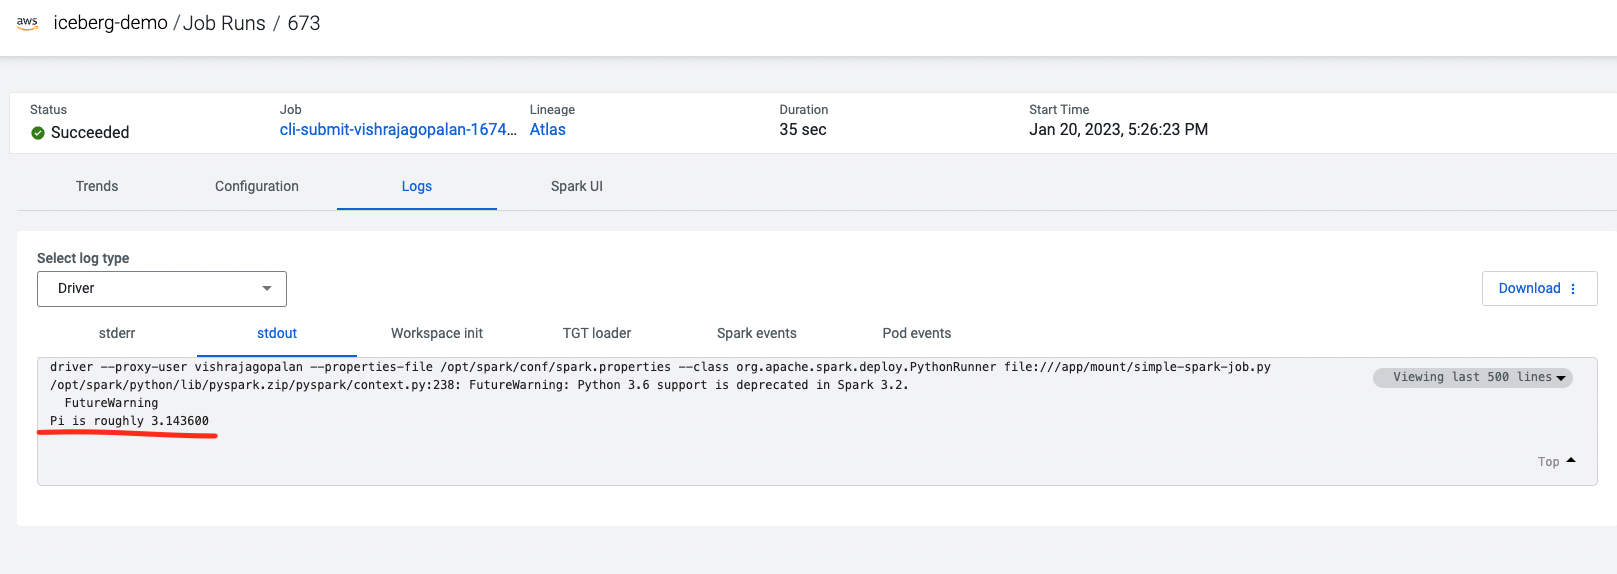 aws iceberg-demo / Job Runs / 673
Status Job Lineage Duration Start Time
Succeeded cli-submit-vishrajagopalan-1674... Atlas 35 sec Jan 20, 2023, 5:26:23 PM
Trends Configuration Logs Spark UI
Select log type
Driver Download
stderr stdout Workspace init TGT loader Spark events Pod events
driver --proxy-user vishrajagopalan --properties-file /opt/spark/conf/spark.properties --class org.apache.spark.deploy.PythonRunner file:///app/mount/simple-spark-job.py
Viewing last 500 lines
/opt/spark/python/lib/pyspark.zip/pyspark/context.py:238: FutureWarning: Python 3.6 support is deprecated in Spark 3.2.
FutureWarning
Pi is roughly 3.143600
Top